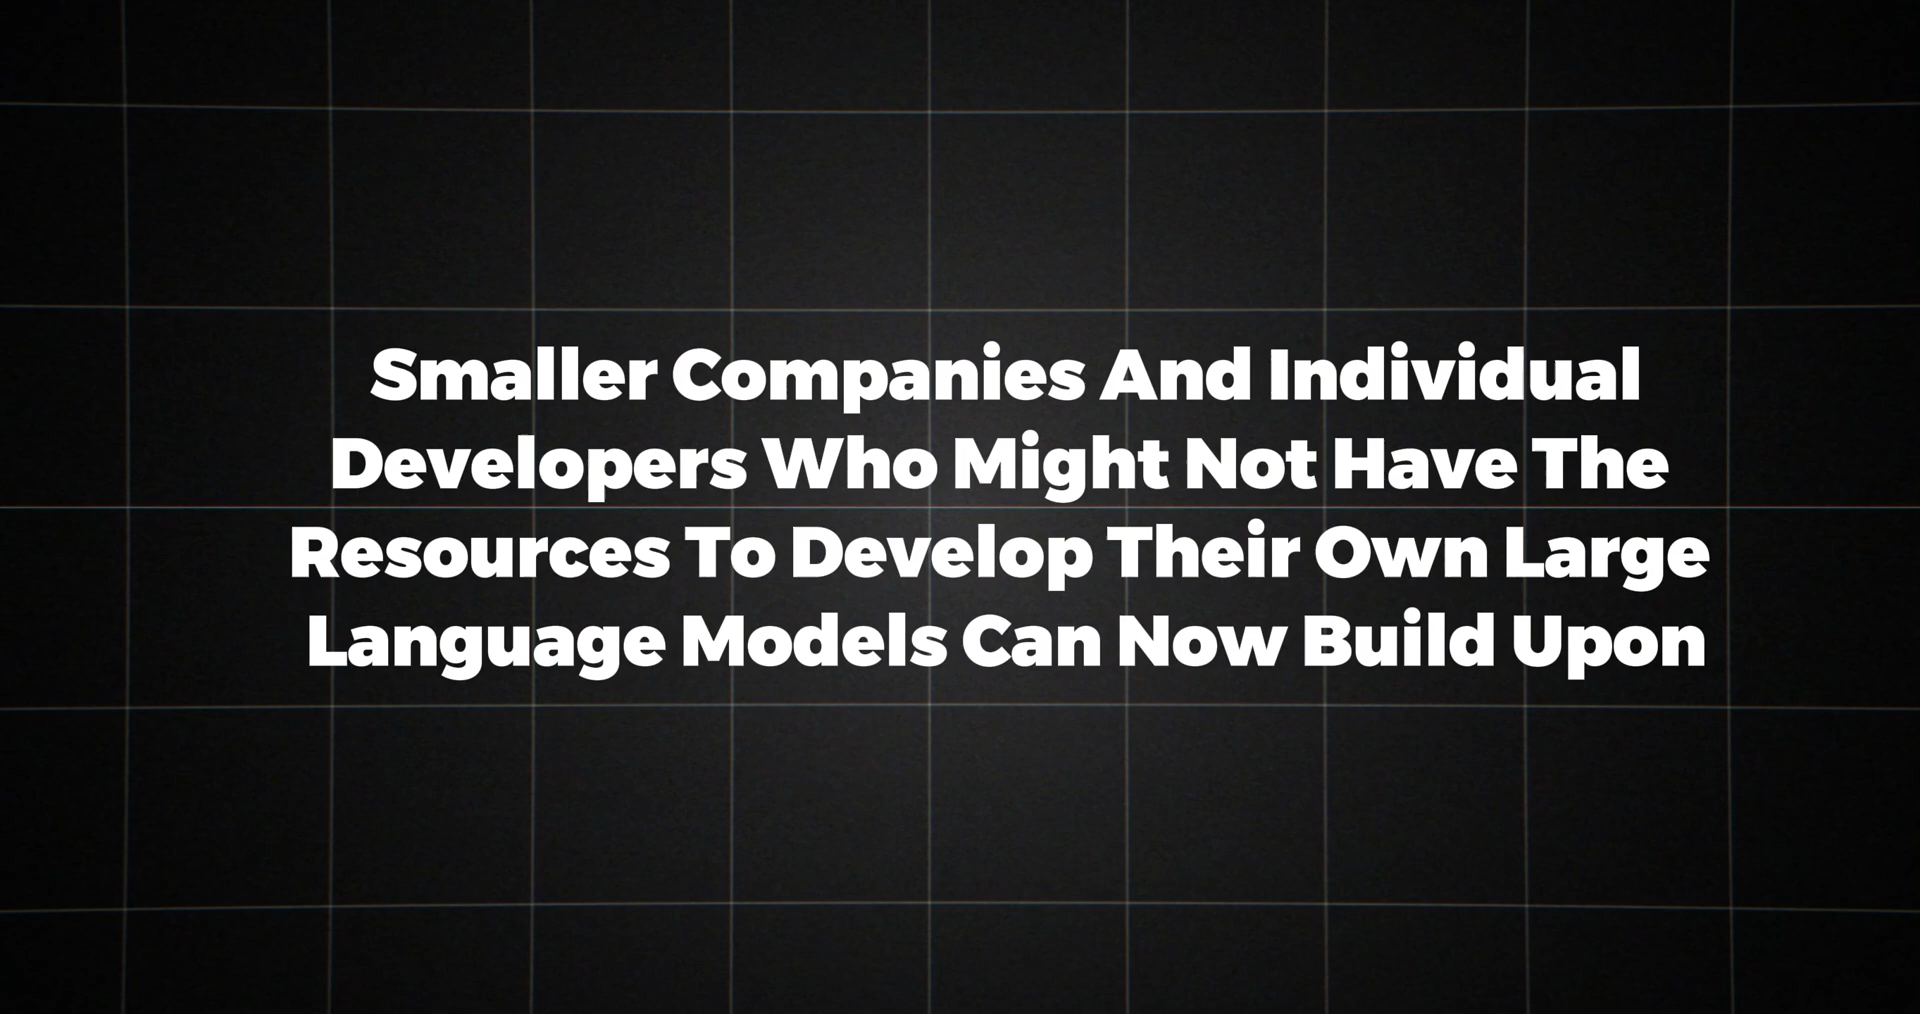 Smaller Companies And Individual
Developers Who Might Not Have The
Resources To Develop Their Own Large
Language Models Can Now Build Upon